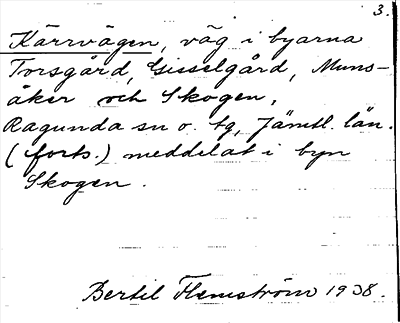 3.
Kärrvägen, väg i byarna
Torsgård, Gisselgård, Muns-
åker och Skogen,
Ragunda sn o. tg, Jämtl. län.
(forts.) meddelat i byn
Skogen.
Bertil Flemström 1938.